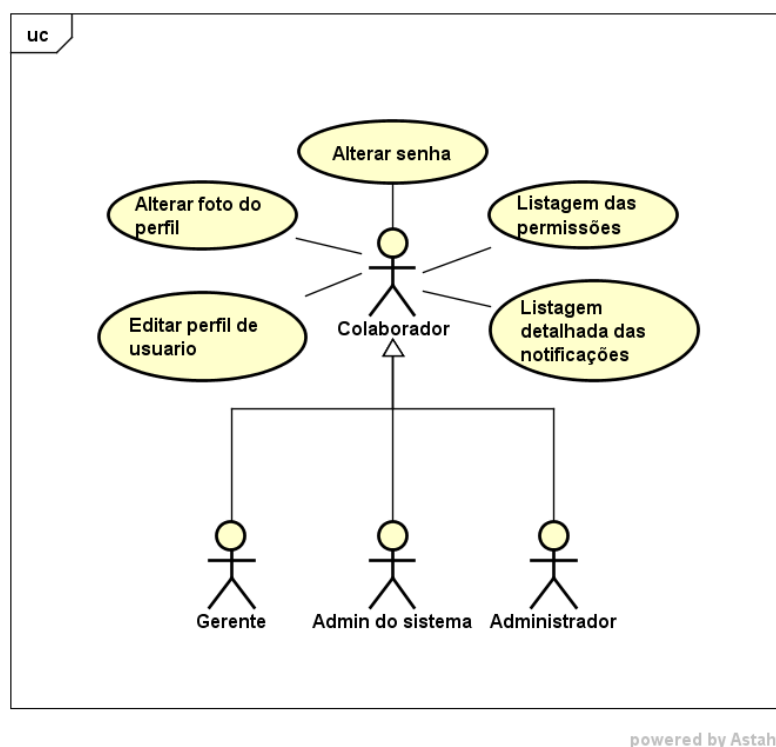 uc
Alterar senha
Alterar foto do
perfil
Listagem das
permissões
Editar perfil de
usuario
Listagem
detalhada das
notificações
Colaborador
Gerente
Admin do sistema
Administrador
powered by Astah